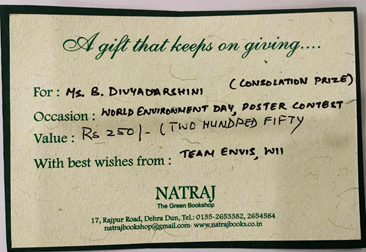 A gift that keeps on giving....
For : Ms. B. DIVYADARSHINI (CONSOLATION PRIZE)
Occasion : WORLD ENVIRONMENT DAY, POSTER CONTEST
Value : Rs 250/- (TWO HUNDRED FIFTY
With best wishes from : TEAM ENVIS, WII
NATRAJ
The Green Bookshop
17, Rajpur Road, Dehra Dun, Tel.: 0135-2653382, 2654584
natrajbookshop@gmail.com· www.natrajbooks.co.in